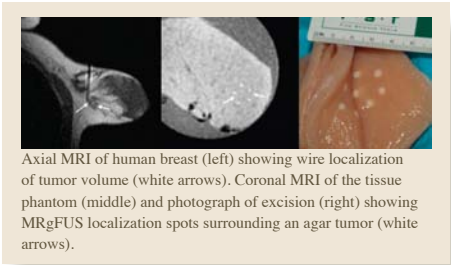 Axial MRI of human breast (left) showing wire localization
of tumor volume (white arrows). Coronal MRI of the tissue
phantom (middle) and photograph of excision (right) showing
MRgFUS localization spots surrounding an agar tumor (white
arrows).